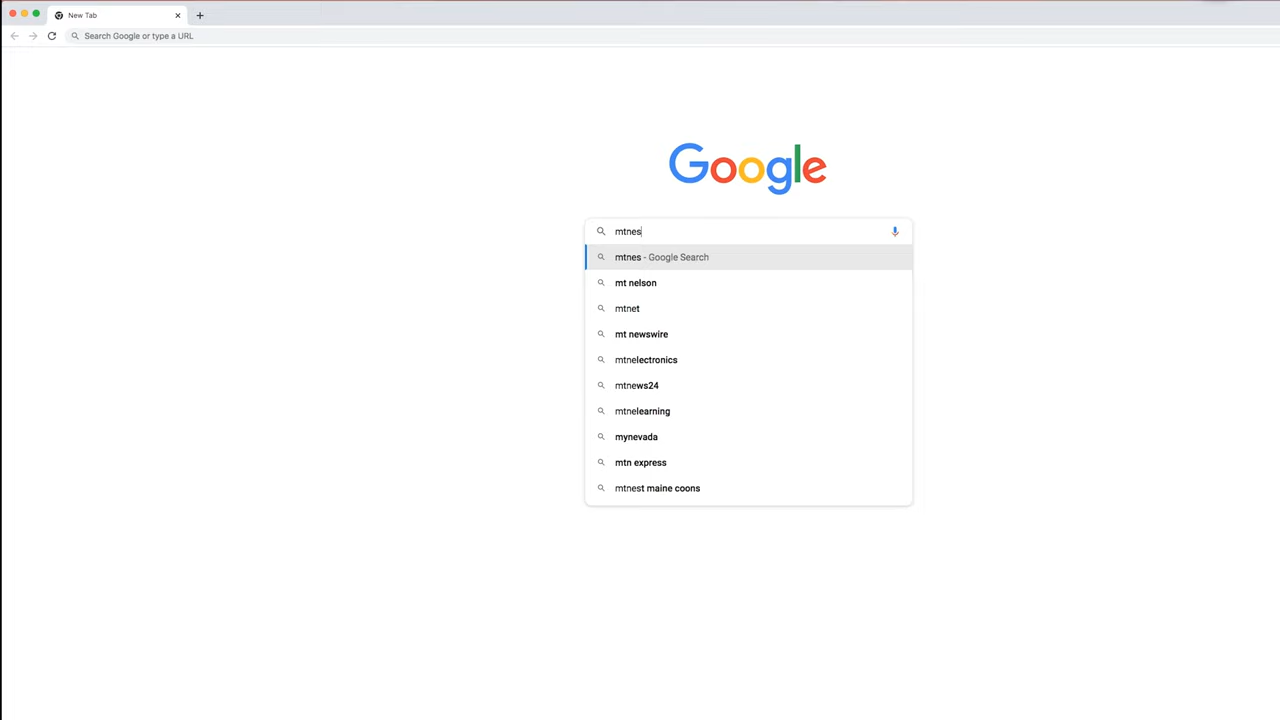 New Tab
Search Google or type a URL
Google
mtnes
mtnes - Google Search
mt nelson
mtnet
mt newswire
mtnelectronics
mtnews24
mtnelearning
mynevada
mtn express
mtnest maine coons